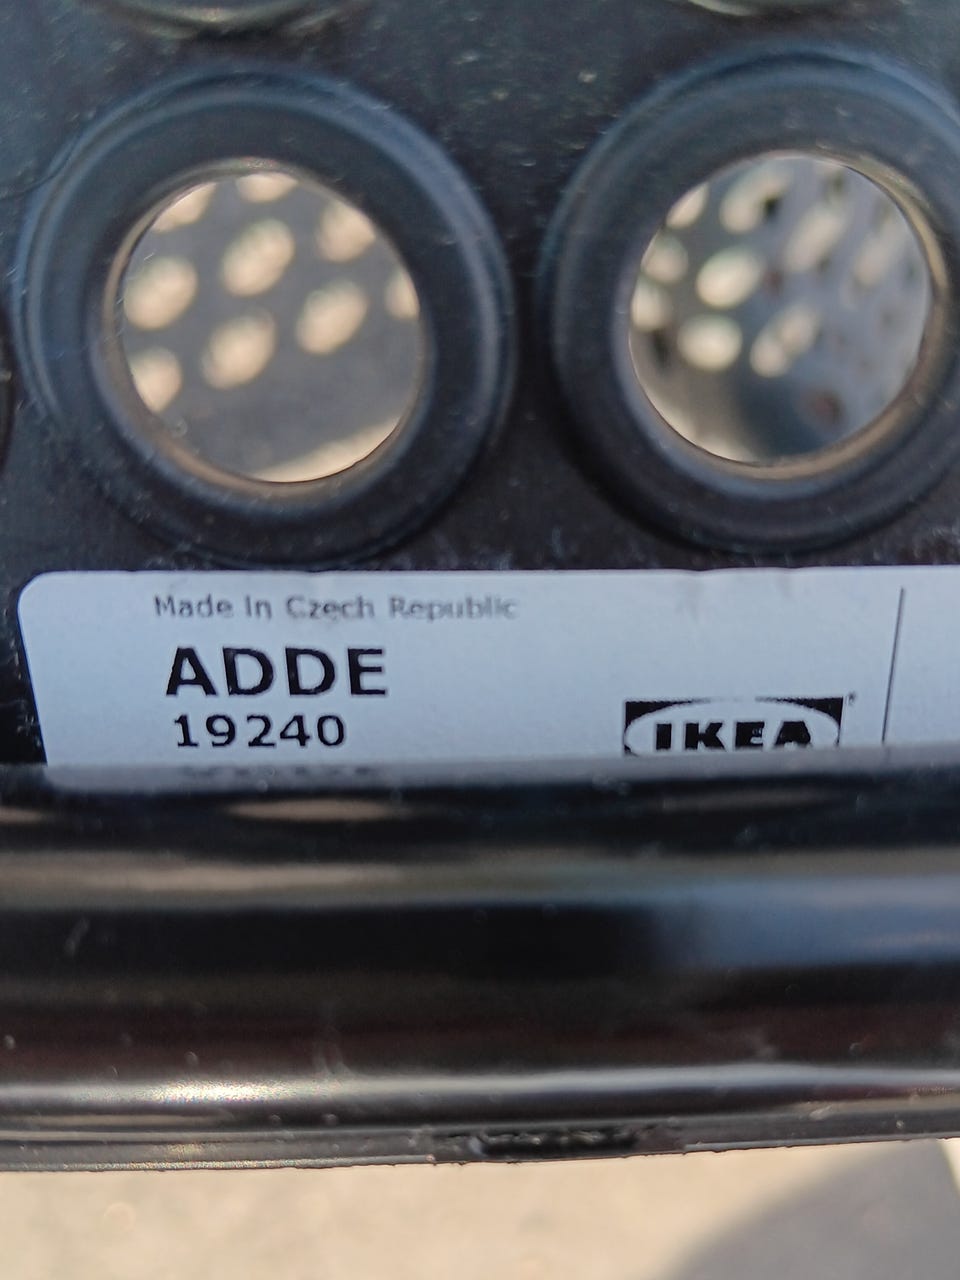 Made in Czech Republic
ADDE
19240
IKEA